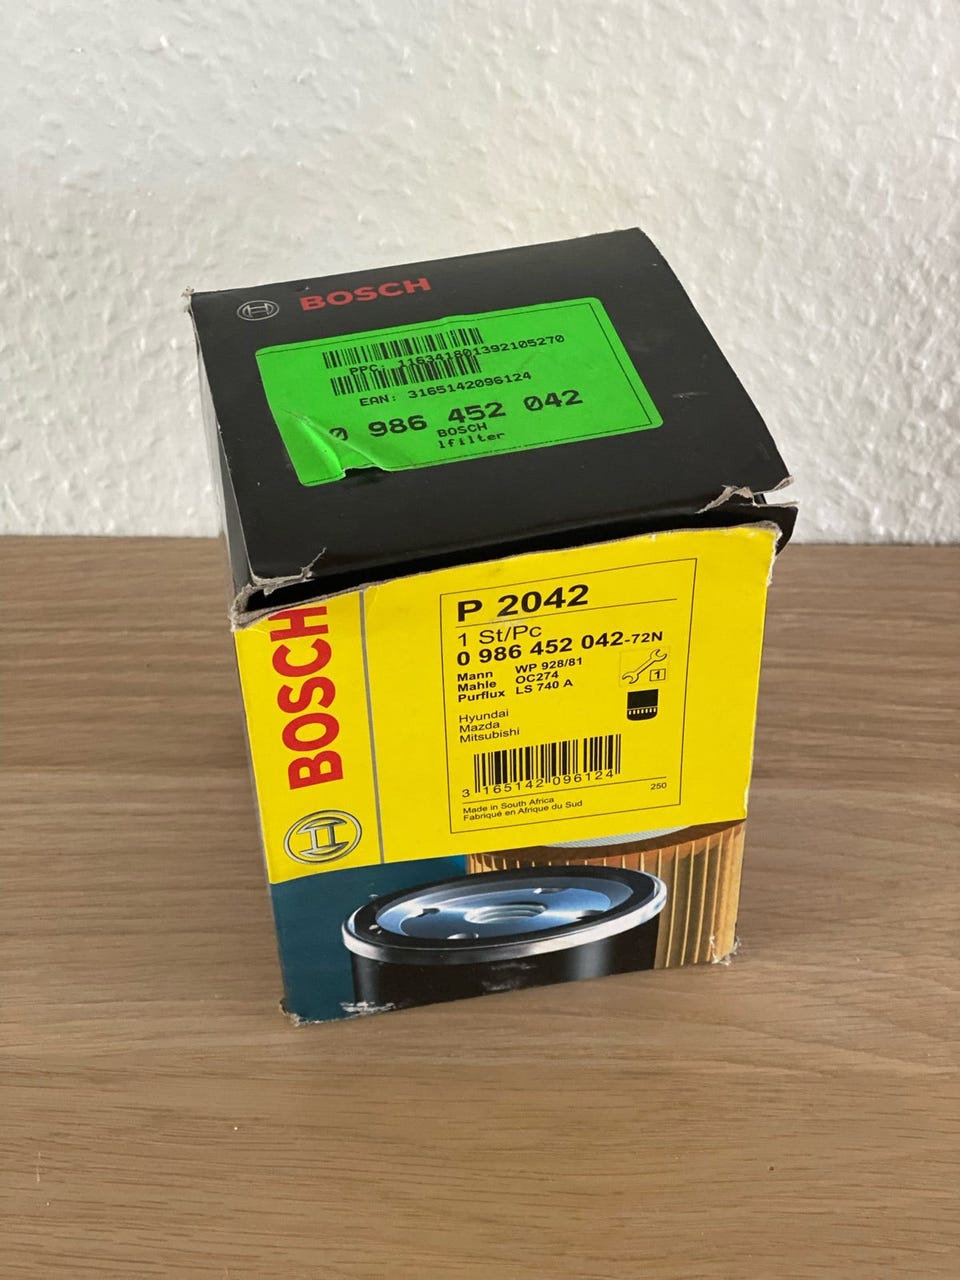 BOSCH
PPC: 116341801392105270
EAN: 3165142096124
0 986 452 042
BOSCH
lfilter
BOSCH
P 2042
1 St/Pc
0 986 452 042-72N
Mann WP 928/81
Mahle OC274
Purflux LS 740 A
1
Hyundai
Mazda
Mitsubishi
3 165142 096124
250
Made in South Africa
Fabriqué en Afrique du Sud